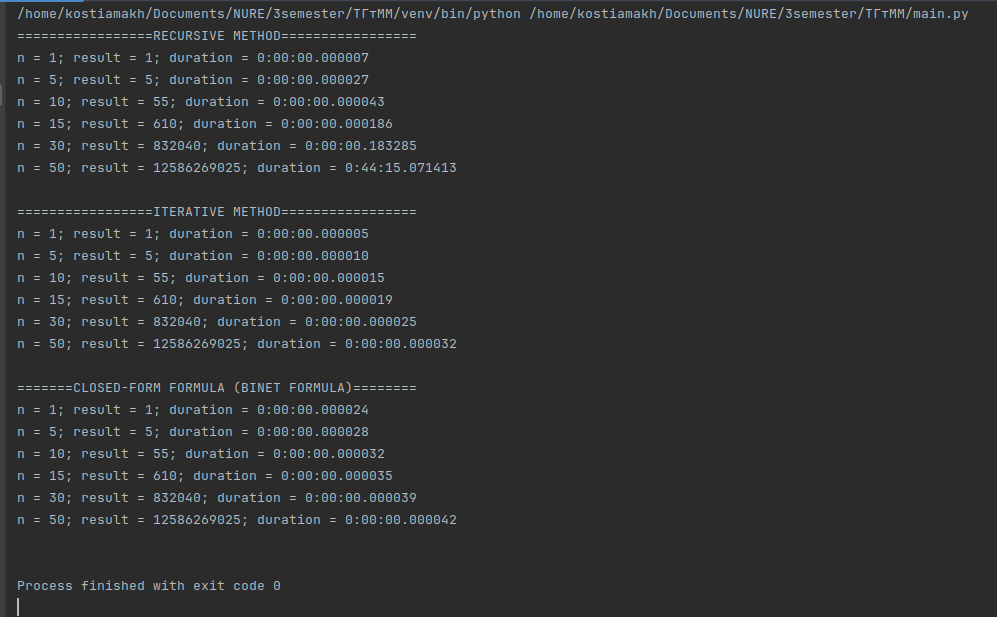 /home/kostiamakh/Documents/NURE/3semester/ТГтММ/venv/bin/python /home/kostiamakh/Documents/NURE/3semester/ТГтММ/main.py
=================RECURSIVE METHOD=================
n = 1; result = 1; duration = 0:00:00.000007
n = 5; result = 5; duration = 0:00:00.000027
n = 10; result = 55; duration = 0:00:00.000043
n = 15; result = 610; duration = 0:00:00.000186
n = 30; result = 832040; duration = 0:00:00.183285
n = 50; result = 12586269025; duration = 0:44:15.071413
=================ITERATIVE METHOD=================
n = 1; result = 1; duration = 0:00:00.000005
n = 5; result = 5; duration = 0:00:00.000010
n = 10; result = 55; duration = 0:00:00.000015
n = 15; result = 610; duration = 0:00:00.000019
n = 30; result = 832040; duration = 0:00:00.000025
n = 50; result = 12586269025; duration = 0:00:00.000032
=======CLOSED-FORM FORMULA (BINET FORMULA)========
n = 1; result = 1; duration = 0:00:00.000024
n = 5; result = 5; duration = 0:00:00.000028
n = 10; result = 55; duration = 0:00:00.000032
n = 15; result = 610; duration = 0:00:00.000035
n = 30; result = 832040; duration = 0:00:00.000039
n = 50; result = 12586269025; duration = 0:00:00.000042
Process finished with exit code 0